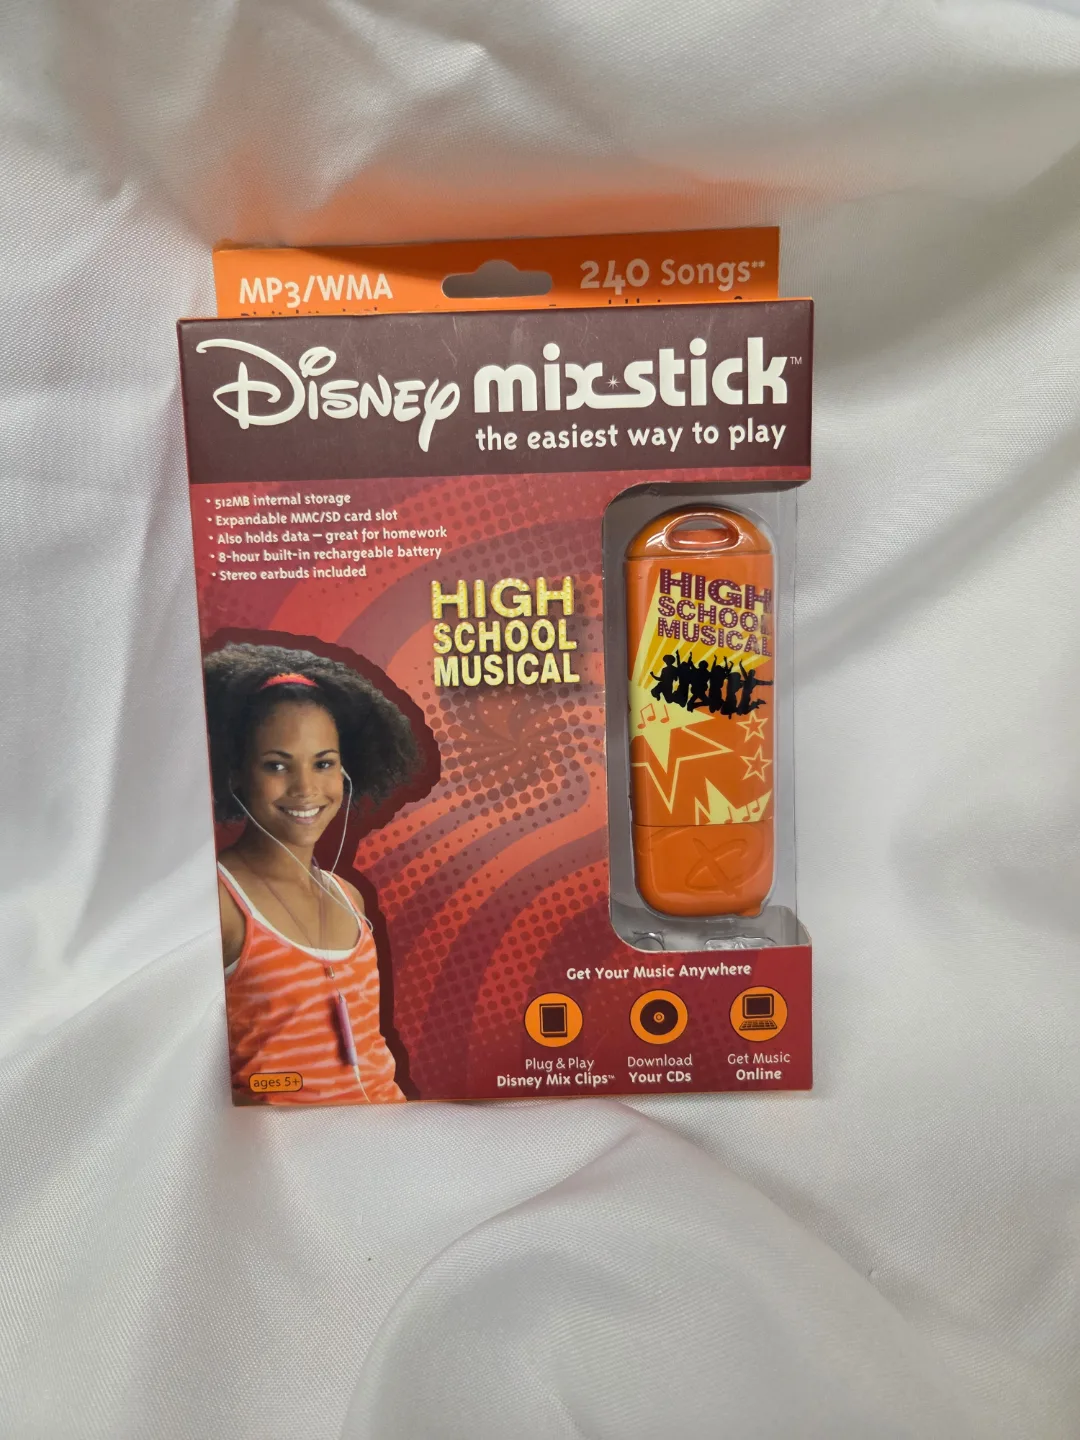 MP3/WMA
240 Songs**
Disney mix•stick™
the easiest way to play
• 512MB internal storage
• Expandable MMC/SD card slot
• Also holds data – great for homework
• 8-hour built-in rechargeable battery
• Stereo earbuds included
HIGH
SCHOOL
MUSICAL
HIGH
SCHOOL
MUSICAL
Get Your Music Anywhere
Plug & Play
Disney Mix Clips™
Download
Your CDs
Get Music
Online
ages 5+